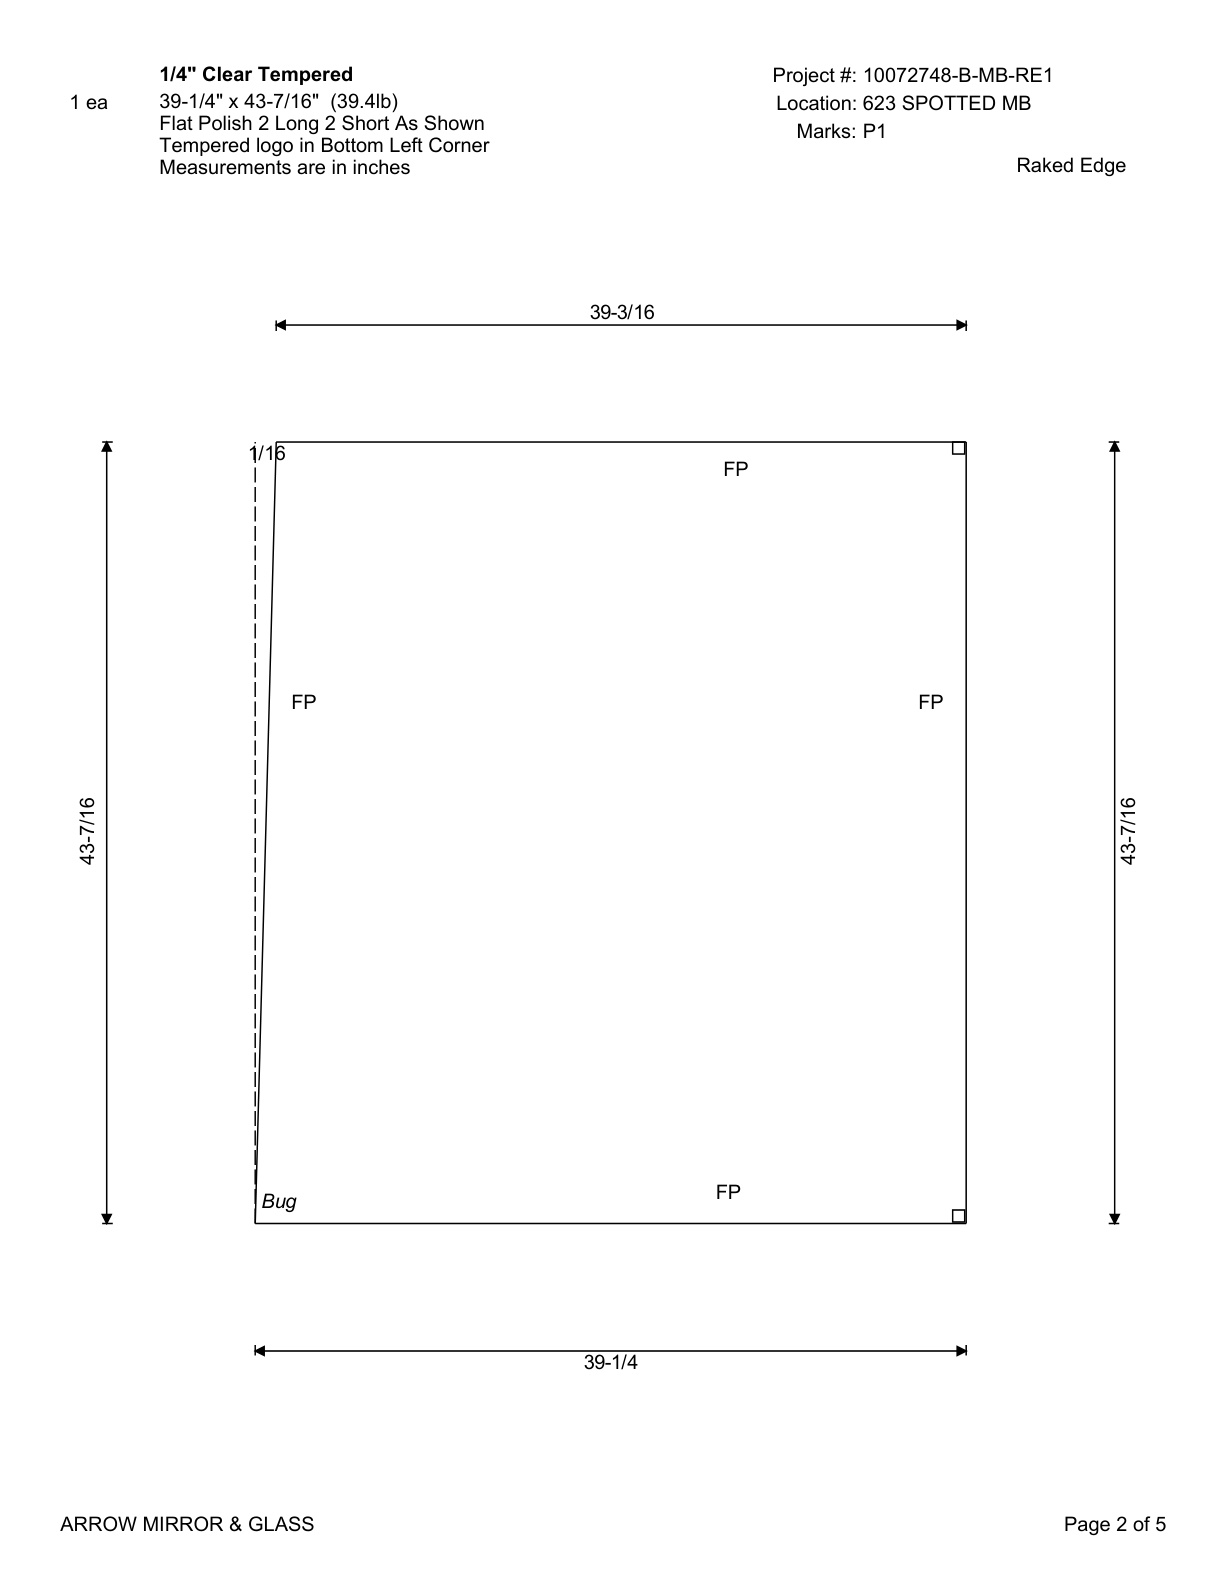 1/4" Clear Tempered
1 ea
39-1/4" x 43-7/16" (39.4lb)
Flat Polish 2 Long 2 Short As Shown
Tempered logo in Bottom Left Corner
Measurements are in inches
Project #: 10072748-B-MB-RE1
Location: 623 SPOTTED MB
Marks: P1
Raked Edge
39-3/16
1/16
FP
FP
FP
43-7/16
43-7/16
FP
Bug
39-1/4
ARROW MIRROR & GLASS
Page 2 of 5